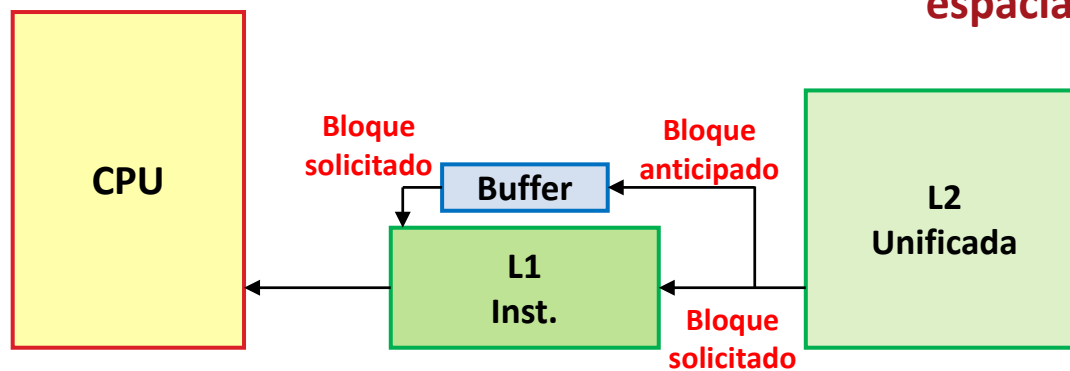 espacia
Bloque
solicitado
Bloque
anticipado
CPU
Buffer
L2
Unificada
L1
Inst.
Bloque
solicitado